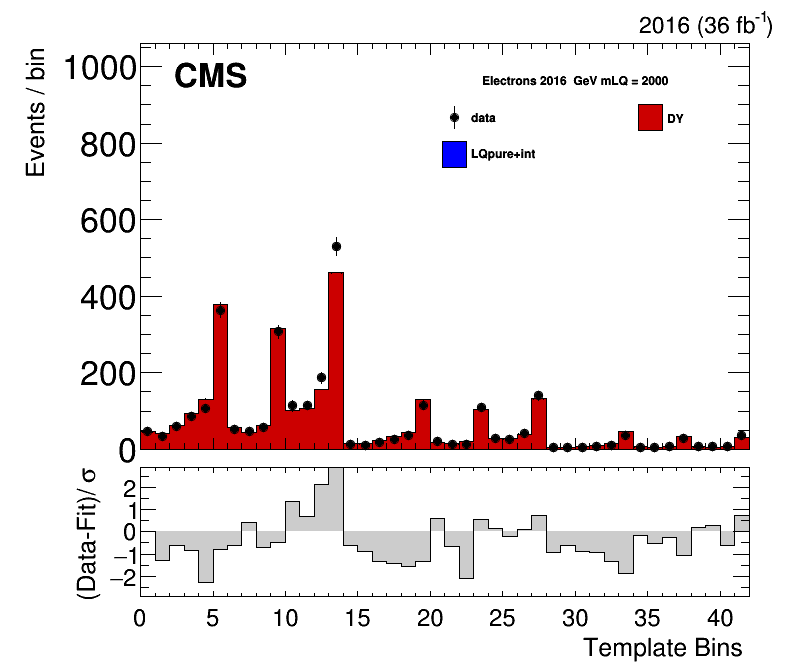 2016 (36 fb-1)
Events / bin
1000
800
600
400
200
0
CMS
Electrons 2016 GeV mLQ = 2000
data
DY
LQpure+int
(Data-Fit)/ σ
2
1
0
−1
−2
0 5 10 15 20 25 30 35 40
Template Bins